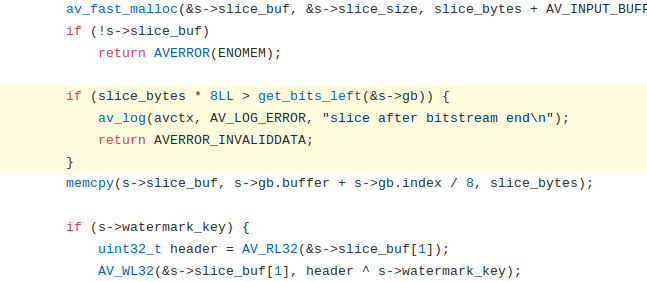 av_fast_malloc(&s->slice_buf, &s->slice_size, slice_bytes + AV_INPUT_BUFF
if (!s->slice_buf)
    return AVERROR(ENOMEM);
if (slice_bytes * 8LL > get_bits_left(&s->gb)) {
    av_log(avctx, AV_LOG_ERROR, "slice after bitstream end\n");
    return AVERROR_INVALIDDATA;
}
memcpy(s->slice_buf, s->gb.buffer + s->gb.index / 8, slice_bytes);
if (s->watermark_key) {
    uint32_t header = AV_RL32(&s->slice_buf[1]);
    AV_WL32(&s->slice_buf[1], header ^ s->watermark_key);